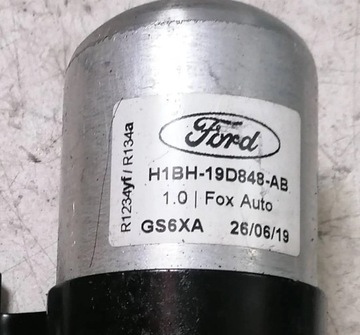 Ford
H1BH-19D848-AB
1.0 | Fox Auto
GS6XA 26/06/19
R1234yf / R134a